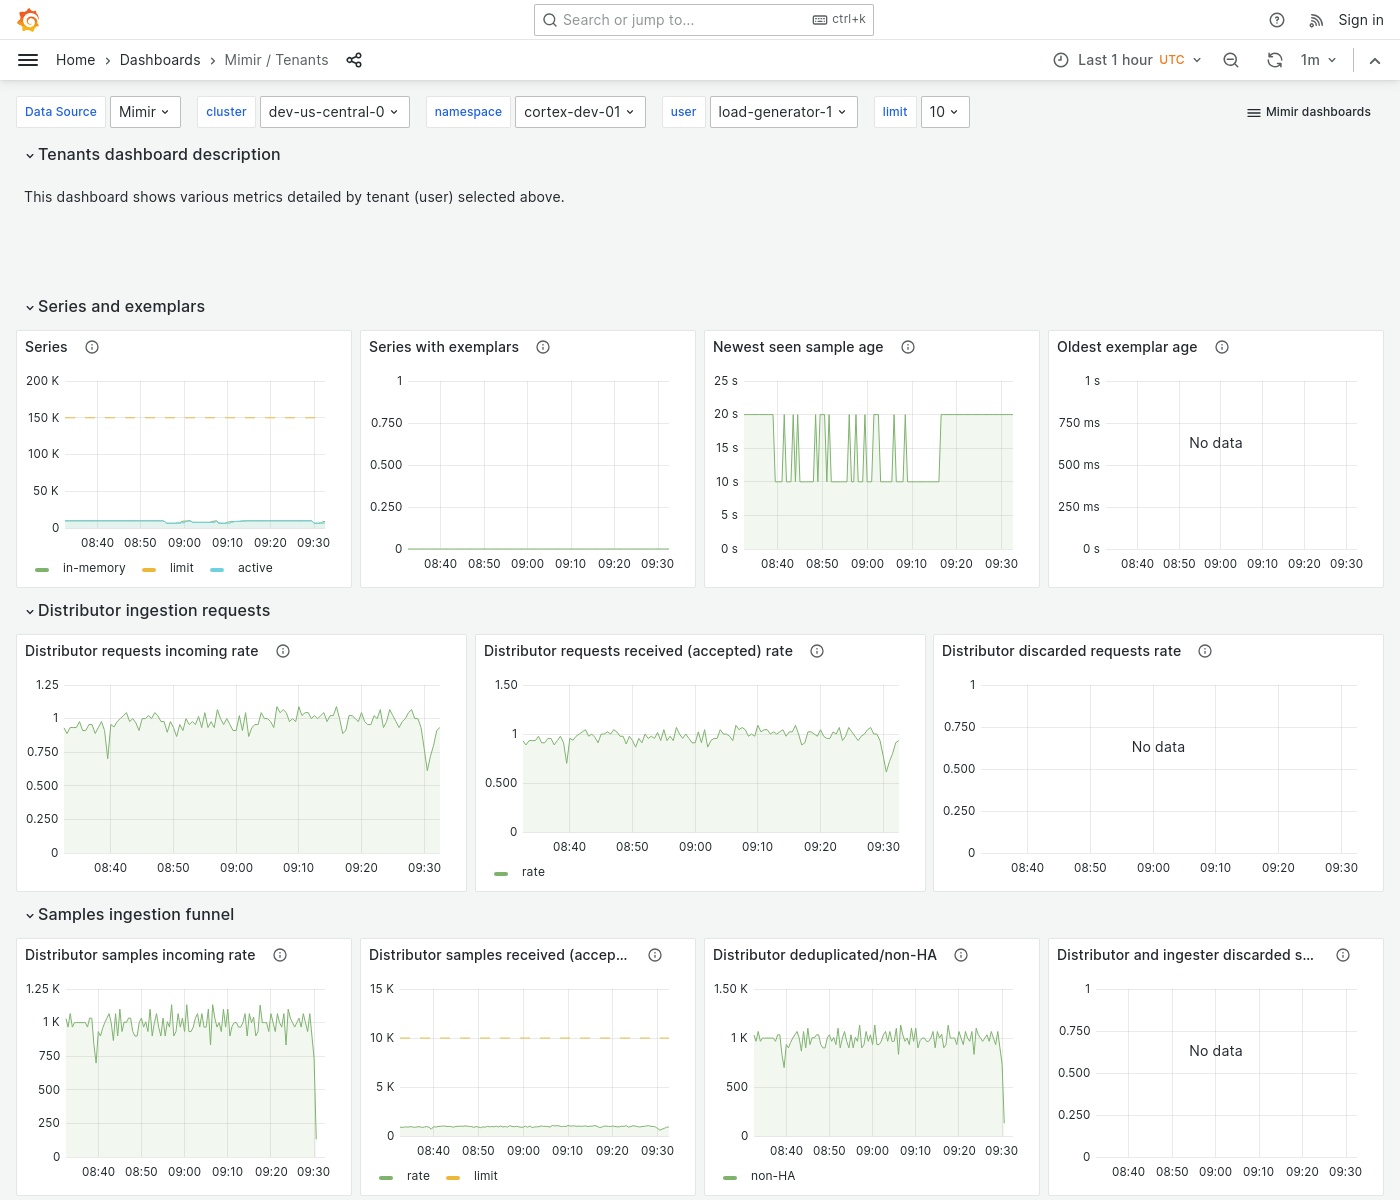 Search or jump to... ctrl+k Sign in
Home Dashboards Mimir / Tenants Last 1 hour UTC 1m
Data Source Mimir cluster dev-us-central-0 namespace cortex-dev-01 user load-generator-1 limit 10 Mimir dashboards
Tenants dashboard description
This dashboard shows various metrics detailed by tenant (user) selected above.
Series and exemplars
Series
200 K
150 K
100 K
50 K
0
08:40 08:50 09:00 09:10 09:20 09:30
in-memory limit active
Series with exemplars
1
0.750
0.500
0.250
0
08:40 08:50 09:00 09:10 09:20 09:30
Newest seen sample age
25 s
20 s
15 s
10 s
5 s
0 s
08:40 08:50 09:00 09:10 09:20 09:30
Oldest exemplar age
1 s
750 ms
No data
500 ms
250 ms
0 s
08:40 08:50 09:00 09:10 09:20 09:30
Distributor ingestion requests
Distributor requests incoming rate
1.25
1
0.750
0.500
0.250
0
08:40 08:50 09:00 09:10 09:20 09:30
Distributor requests received (accepted) rate
1.50
1
0.500
0
08:40 08:50 09:00 09:10 09:20 09:30
rate
Distributor discarded requests rate
1
0.750
No data
0.500
0.250
0
08:40 08:50 09:00 09:10 09:20 09:30
Samples ingestion funnel
Distributor samples incoming rate
1.25 K
1 K
750
500
250
0
08:40 08:50 09:00 09:10 09:20 09:30
Distributor samples received (accep...
15 K
10 K
5 K
0
08:40 08:50 09:00 09:10 09:20 09:30
rate limit
Distributor deduplicated/non-HA
1.50 K
1 K
500
0
08:40 08:50 09:00 09:10 09:20 09:30
non-HA
Distributor and ingester discarded s...
1
0.750
No data
0.500
0.250
0
08:40 08:50 09:00 09:10 09:20 09:30